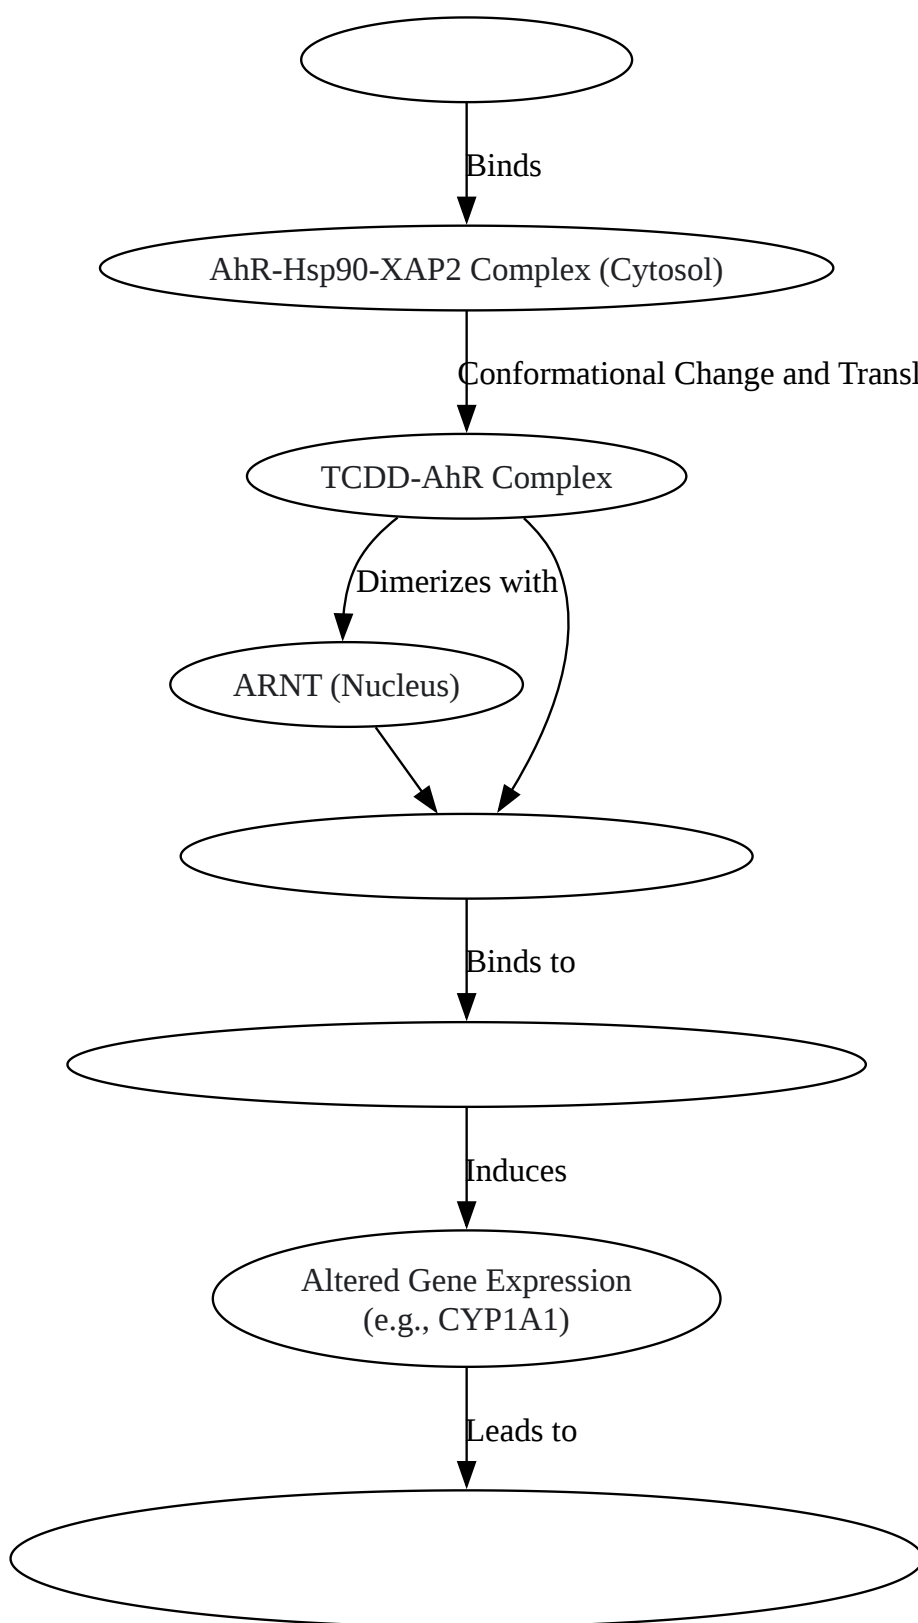 Binds
AhR-Hsp90-XAP2 Complex (Cytosol)
Conformational Change and Transl
TCDD-AhR Complex
Dimerizes with
ARNT (Nucleus)
Binds to
Induces
Altered Gene Expression
(e.g., CYP1A1)
Leads to